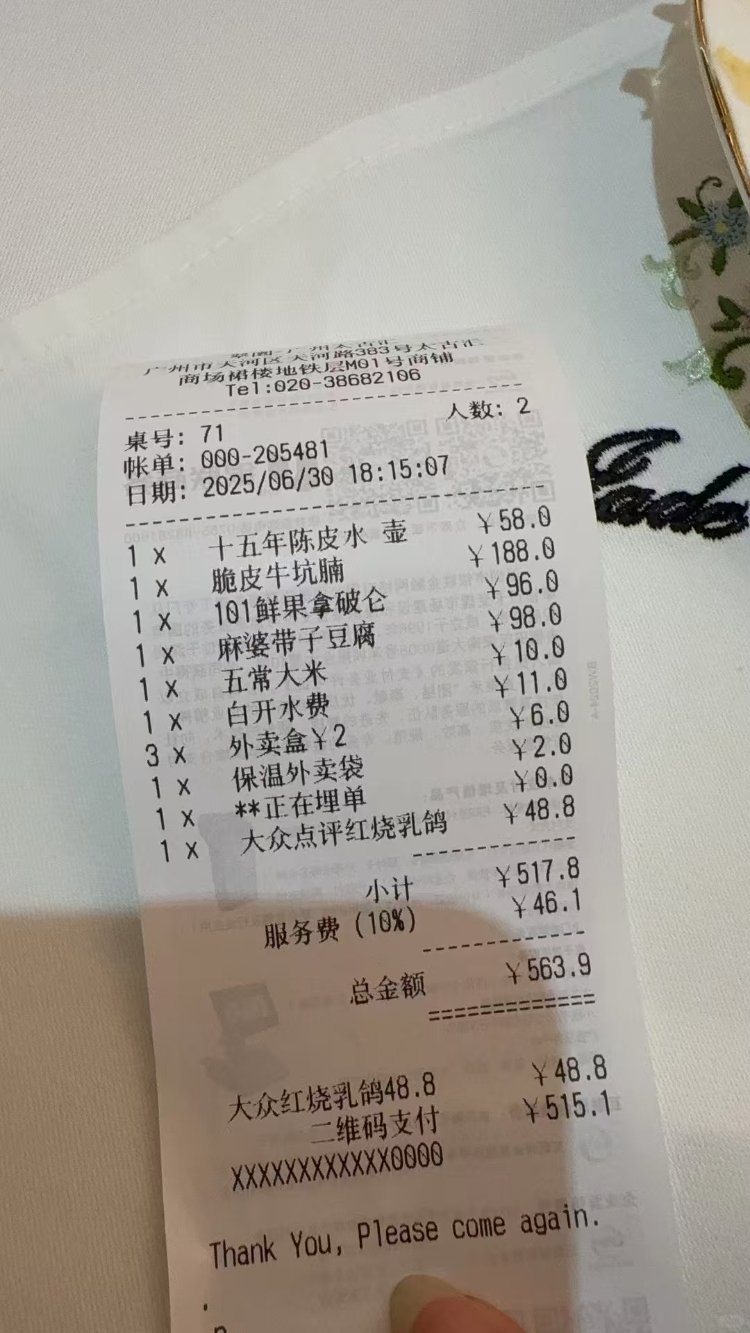 翠園-广州太古汇
广州市天河区天河路383号太古汇
商场裙楼地铁层M01号商铺
Tel:020-38682106
桌号: 71 人数: 2
帐单: 000-205481
日期: 2025/06/30 18:15:07
1 x 十五年陈皮水 壶 ¥58.0
1 x 脆皮牛坑腩 ¥188.0
1 x 101鲜果拿破仑 ¥96.0
1 x 麻婆带子豆腐 ¥98.0
1 x 五常大米 ¥10.0
1 x 白开水费 ¥11.0
3 x 外卖盒¥2 ¥6.0
1 x 保温外卖袋 ¥2.0
1 x **正在埋单 ¥0.0
1 x 大众点评红烧乳鸽 ¥48.8
小计 ¥517.8
服务费 (10%) ¥46.1
总金额 ¥563.9
大众红烧乳鸽48.8 ¥48.8
二维码支付 ¥515.1
XXXXXXXXXXXX0000
Thank You, Please come again.
Jade